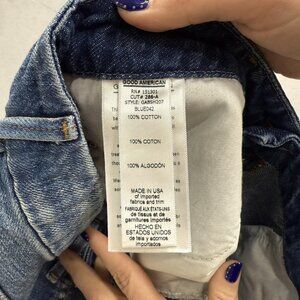 GOOD AMERICAN
RN# 151301
CUT# 286-A
STYLE: GABSH207
BLUE042
100% COTTON
100% COTON
100% ALGODÓN
MADE IN USA
of imported
fabrics and trim
FABRIQUÉ AUX ÉTATS-UNIS
de tissus et de
garnitures importés
HECHO EN
ESTADOS UNIDOS
de tela y adornos
importados